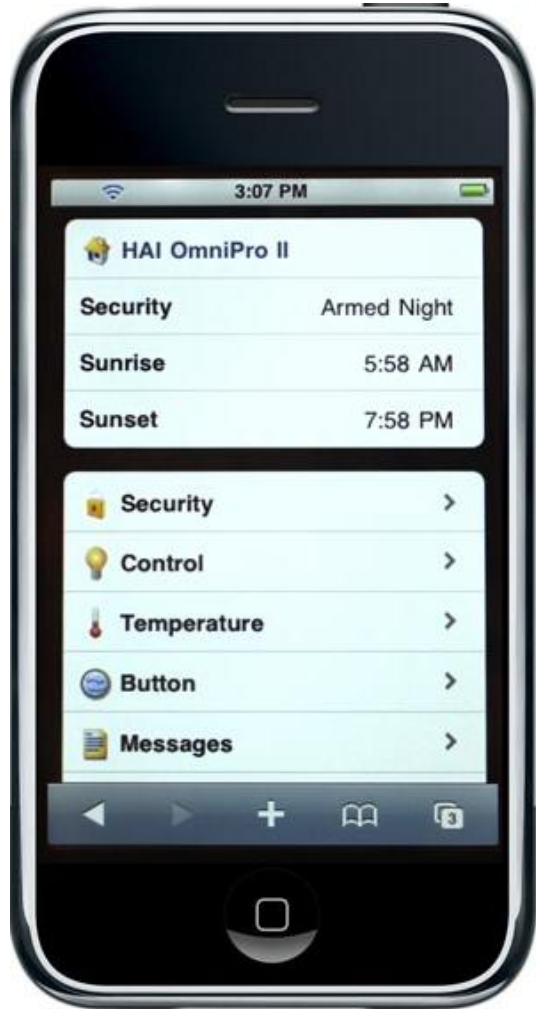 3:07 PM
HAI OmniPro II
Security Armed Night
Sunrise 5:58 AM
Sunset 7:58 PM
Security
Control
Temperature
Button
Messages
3